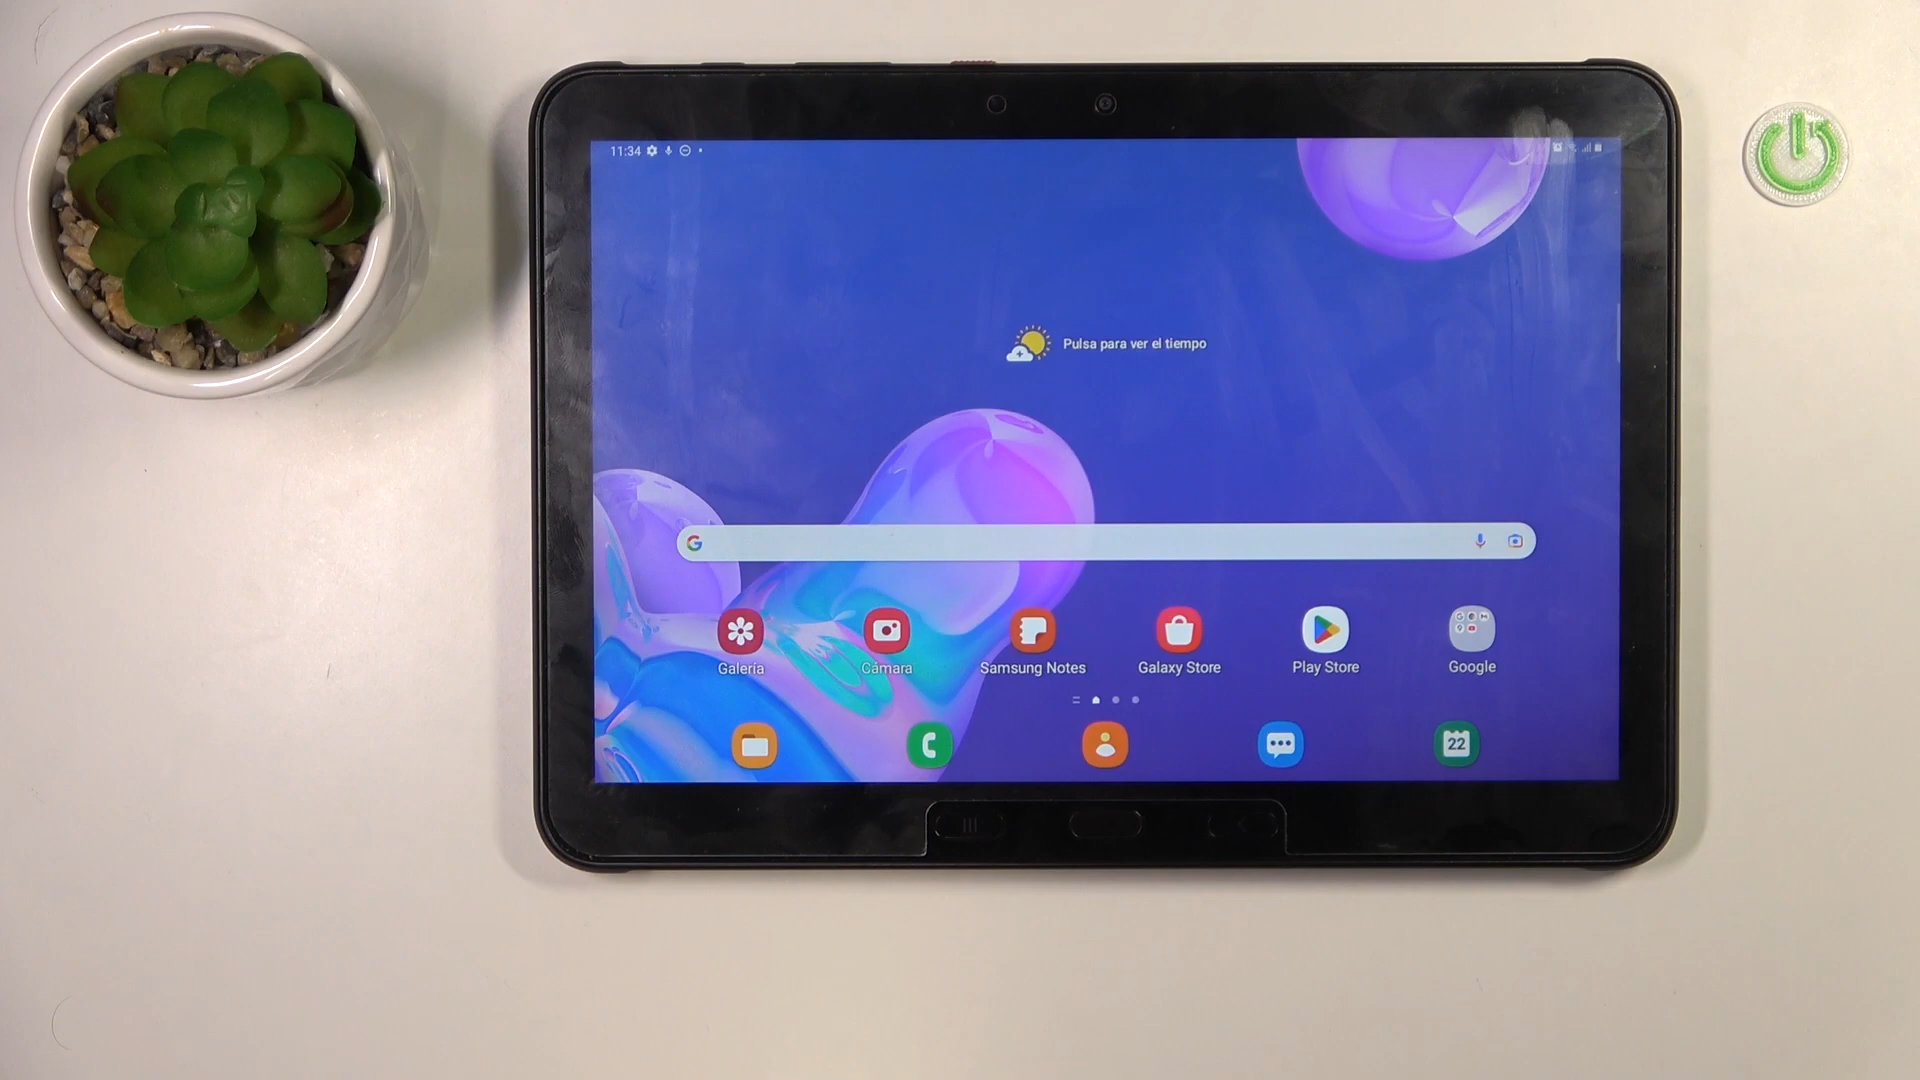 11:34
Pulsa para ver el tiempo
G
Galería
Cámara
Samsung Notes
Galaxy Store
Play Store
Google
22